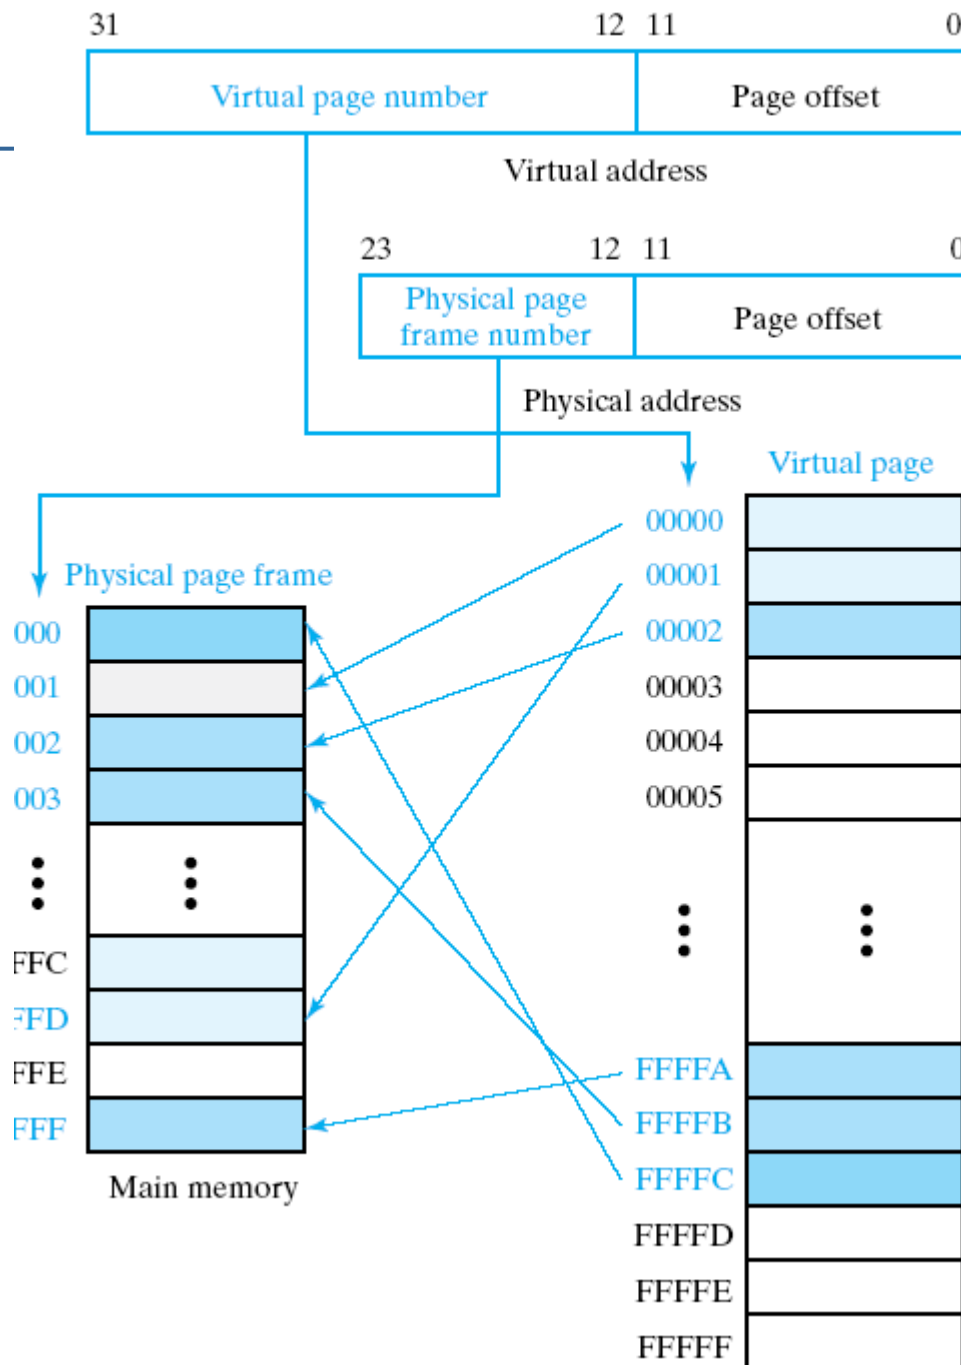 31 12 11 0
Virtual page number Page offset
Virtual address
23 12 11 0
Physical page
frame number
Page offset
Physical address
Virtual page
00000
00001
00002
00003
00004
00005
FFFFA
FFFFB
FFFFC
FFFFD
FFFFE
FFFFF
Physical page frame
000
001
002
003
FFC
FFD
FFE
FFF
Main memory